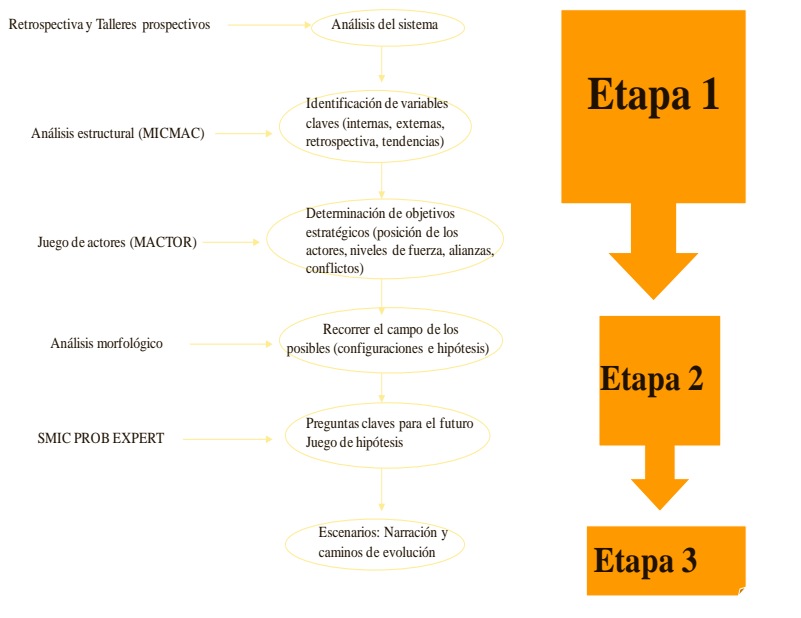 Retrospectiva y Talleres prospectivos
Análisis del sistema
Etapa 1
Identificación de variables
claves (internas, externas,
retrospectiva, tendencias)
Análisis estructural (MICMAC)
Determinación de objetivos
estratégicos (posición de los
actores, niveles de fuerza, alianzas,
conflictos)
Juego de actores (MACTOR)
Recorrer el campo de los
posibles (configuraciones e hipótesis)
Análisis morfológico
Etapa 2
Preguntas claves para el futuro
Juego de hipótesis
SMIC PROB EXPERT
Escenarios: Narración y
caminos de evolución
Etapa 3